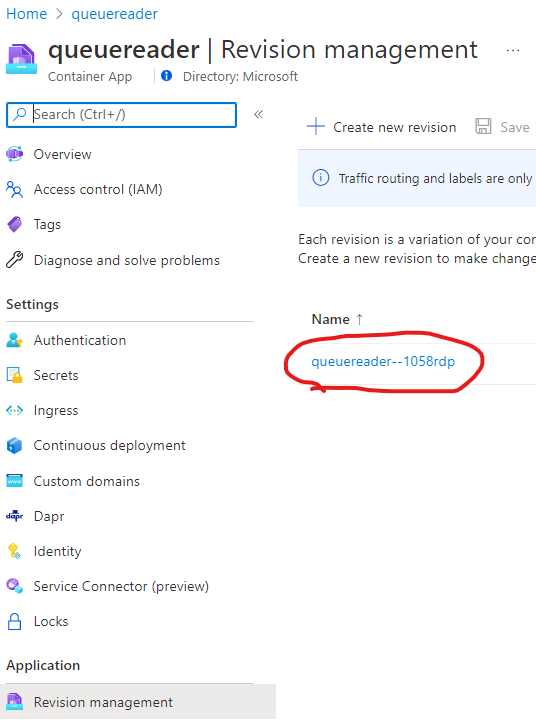 Home > queuereader
queuereader | Revision management ...
Container App
Directory: Microsoft
Search (Ctrl+/)
«
Overview
Access control (IAM)
Tags
Diagnose and solve problems
Settings
Authentication
Secrets
Ingress
Continuous deployment
Custom domains
Dapr
Identity
Service Connector (preview)
Locks
Application
Revision management
Create new revision
Save
Traffic routing and labels are only
Each revision is a variation of your co
Create a new revision to make change
Name ↑
queuereader--1058rdp